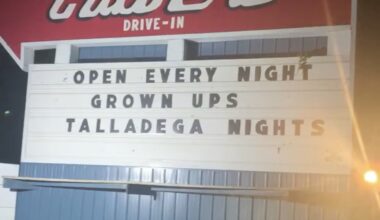 DRIVE-IN
OPEN EVERY NIGHT
GROWN UPS
TALLADEGA NIGHTS